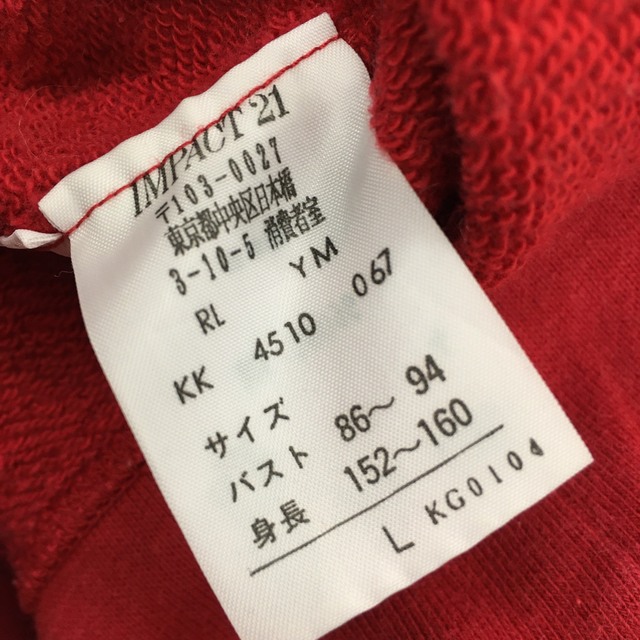 IMPACT 21
〒103-0027
東京都中央区日本橋
3-10-5 消費者室
RL YM
KK 4510 067
サイズ
バスト 86～94
身長 152～160
L KG0104